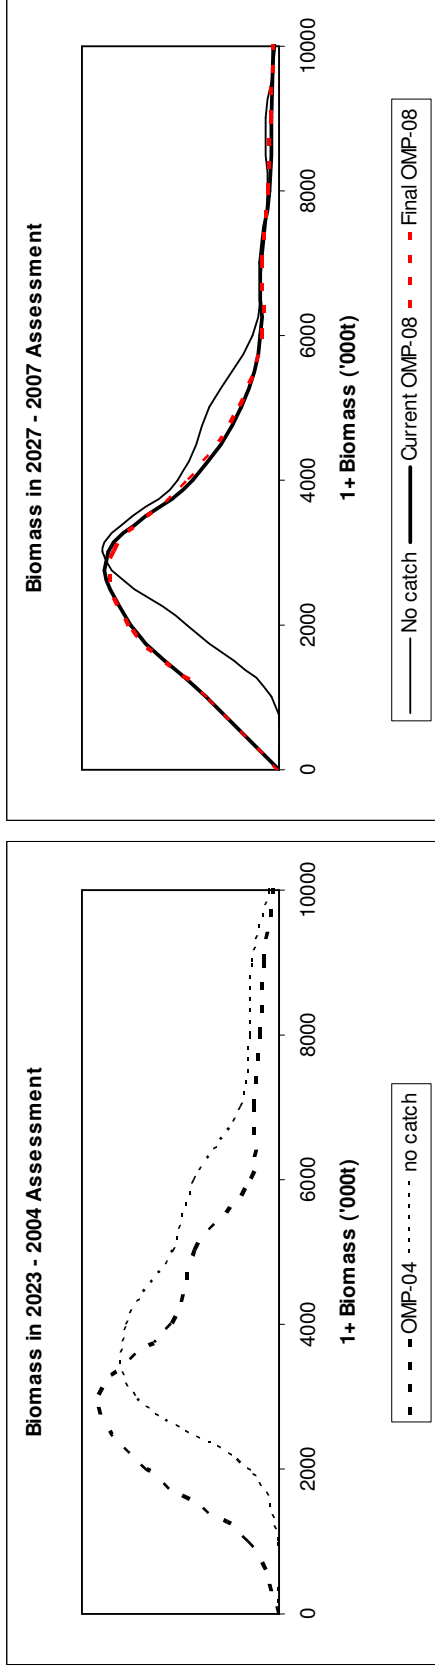 Biomass in 2023 - 2004 Assessment
0 2000 4000 6000 8000 10000
1+ Biomass ('000t)
OMP-04 no catch
Biomass in 2027 - 2007 Assessment
0 2000 4000 6000 8000 10000
1+ Biomass ('000t)
No catch Current OMP-08 Final OMP-08